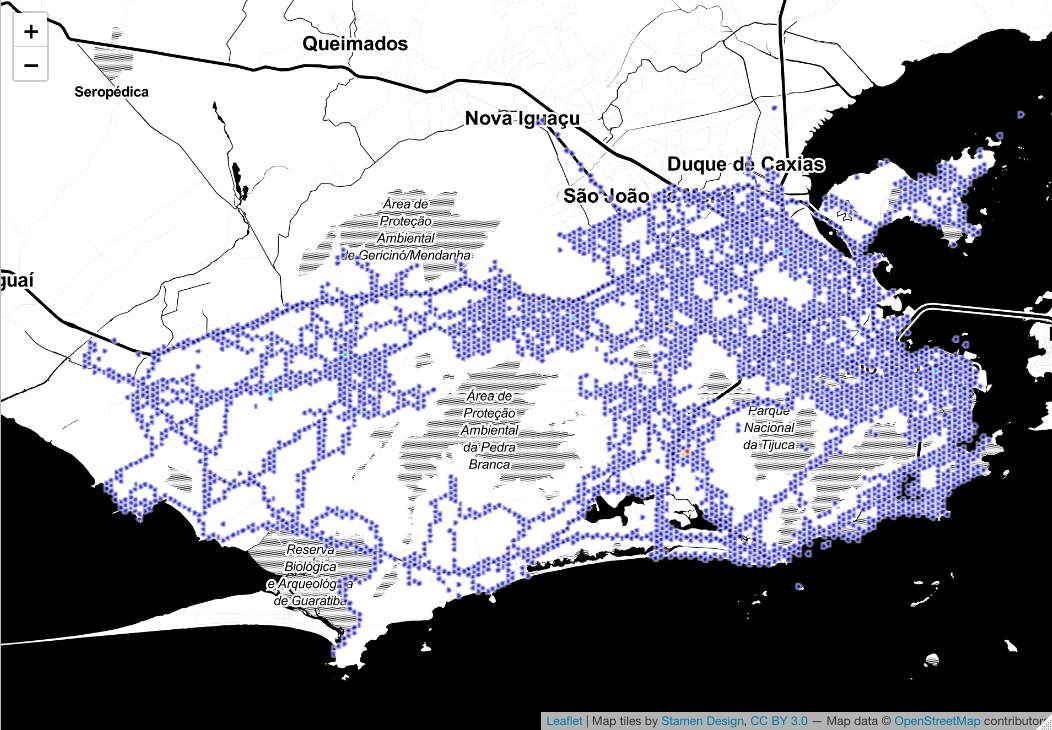 +
Queimados
−
Seropédica
Nova Iguaçu
Duque de Caxias
São João
Área de
Proteção
Ambiental
de Gericinó/Mendanha
guaí
Área de
Proteção
Ambiental
da Pedra
Branca
Parque
Nacional
da Tijuca
Reserva
Biológica
e Arqueológica
de Guaratiba
Leaflet | Map tiles by Stamen Design, CC BY 3.0 — Map data © OpenStreetMap contributor